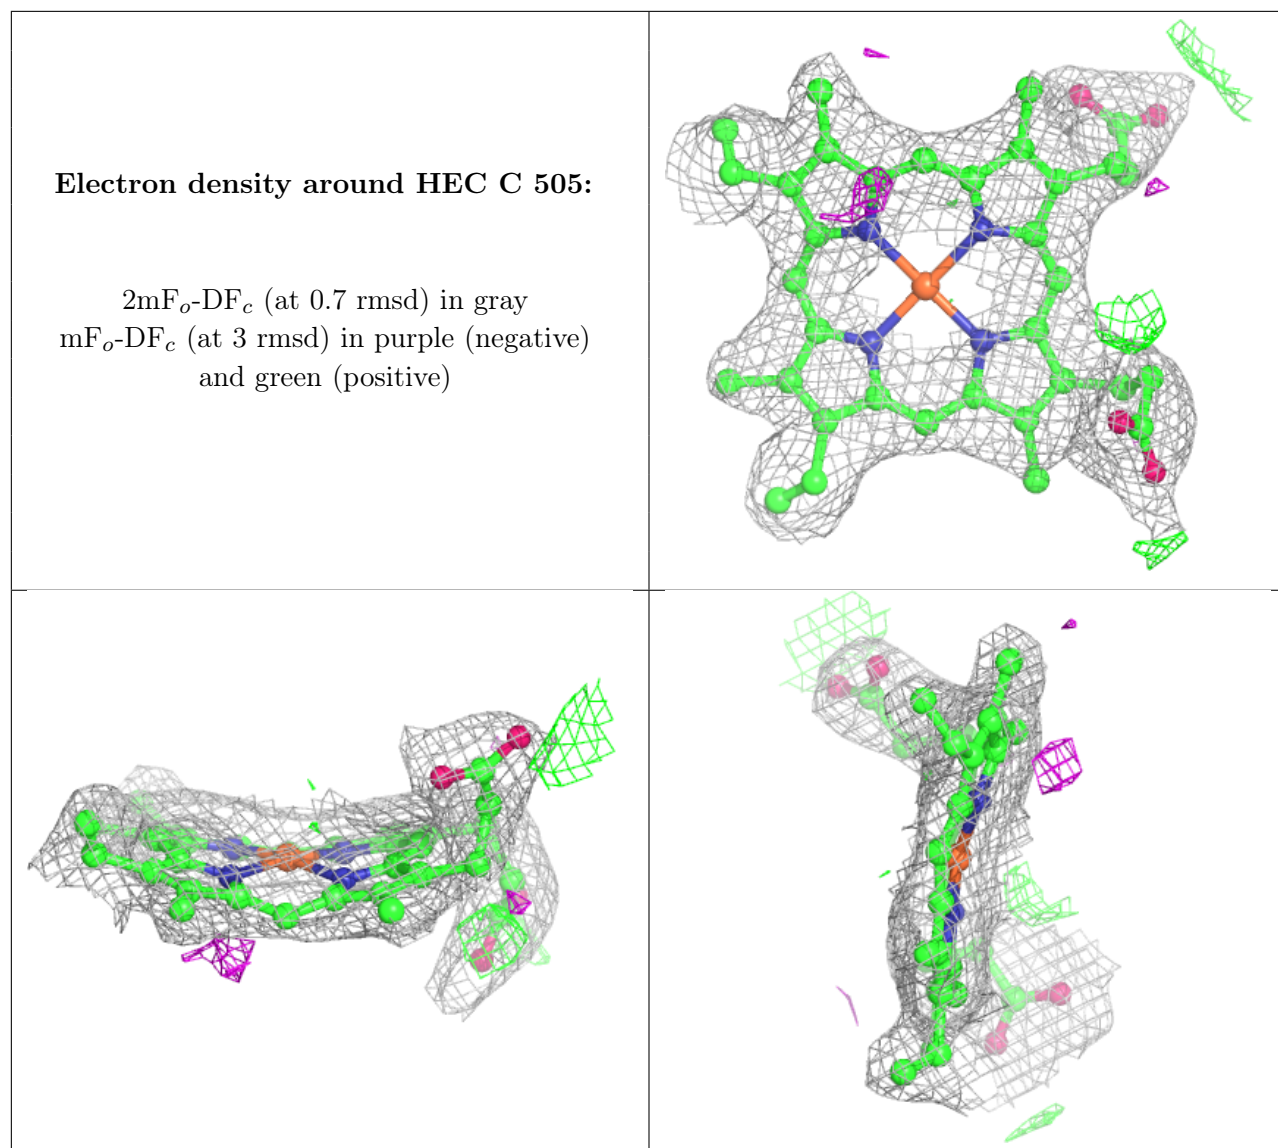 Electron density around HEC C 505:
2mFo-DFc (at 0.7 rmsd) in gray
mFo-DFc (at 3 rmsd) in purple (negative)
and green (positive)